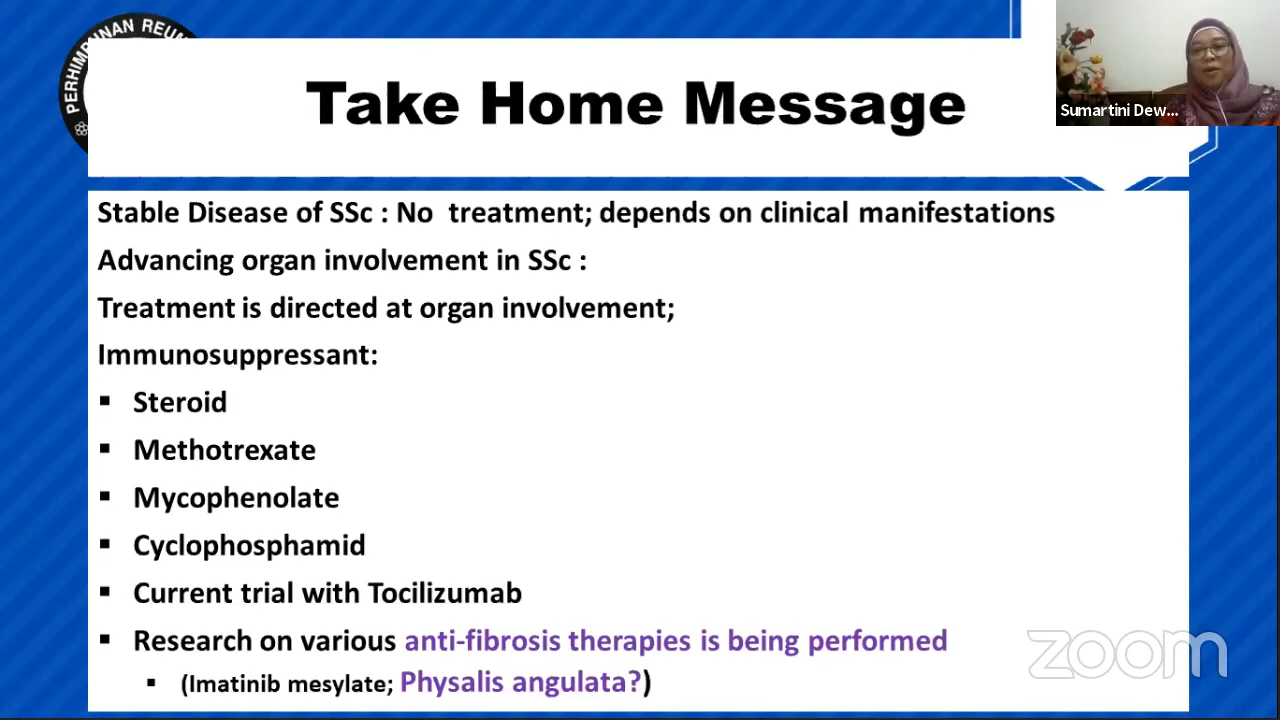 PERHIMPUNAN REUM
Take Home Message
Sumartini Dew...
Stable Disease of SSc : No treatment; depends on clinical manifestations
Advancing organ involvement in SSc :
Treatment is directed at organ involvement;
Immunosuppressant:
▪ Steroid
▪ Methotrexate
▪ Mycophenolate
▪ Cyclophosphamid
▪ Current trial with Tocilizumab
▪ Research on various anti-fibrosis therapies is being performed
▪ (Imatinib mesylate; Physalis angulata?)
zoom